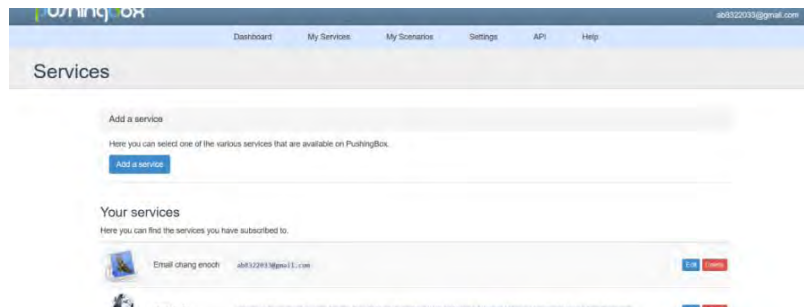 pushingbox
ab8322033@gmail.com
Dashboard My Services My Scenarios Settings API Help
Services
Add a service
Here you can select one of the various services that are available on PushingBox.
Add a service
Your services
Here you can find the services you have subscribed to.
Email chang enoch ab8322033@gmail.com Edit Delete